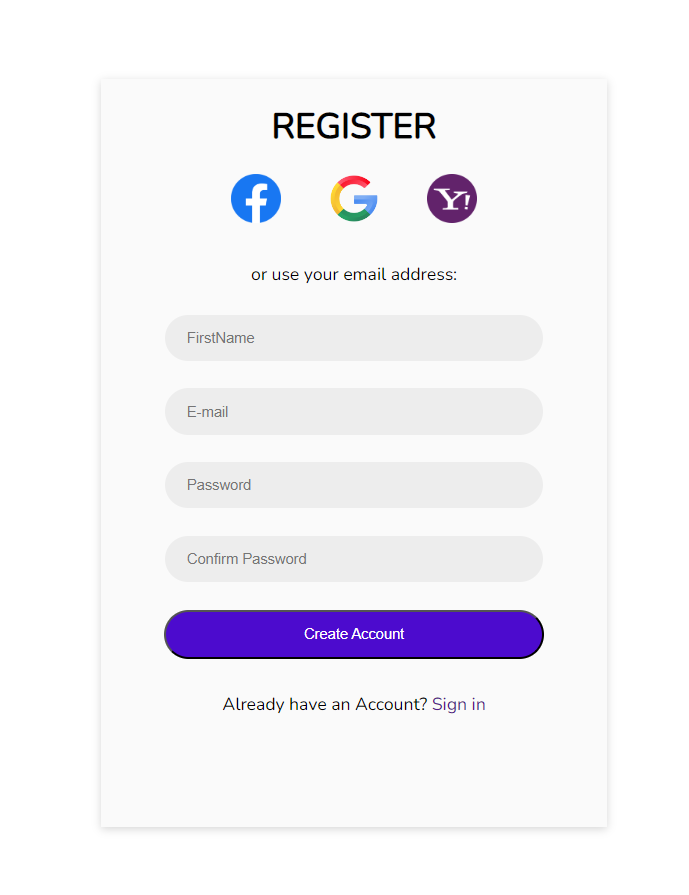 REGISTER
Y!
or use your email address:
FirstName
E-mail
Password
Confirm Password
Create Account
Already have an Account? Sign in